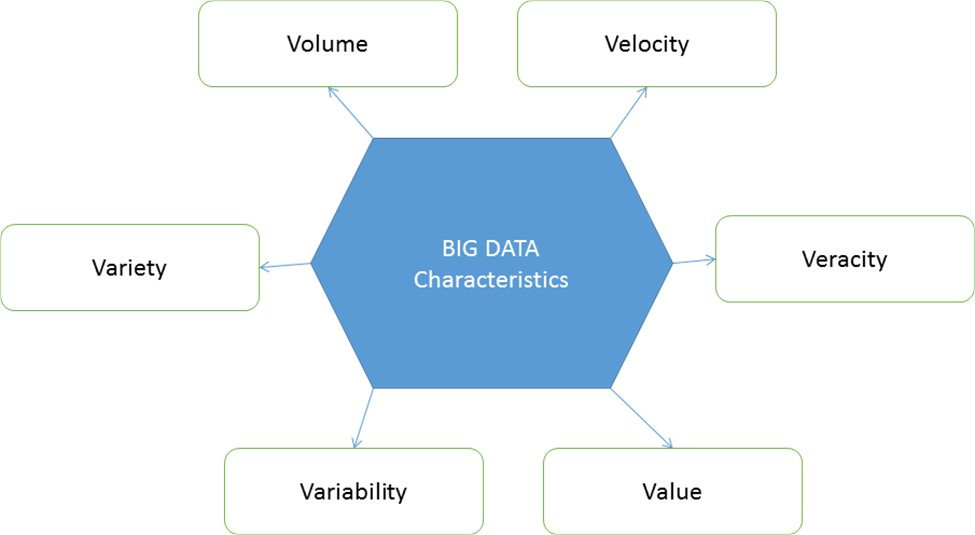 Volume
Velocity
BIG DATA
Characteristics
Variety
Veracity
Variability
Value